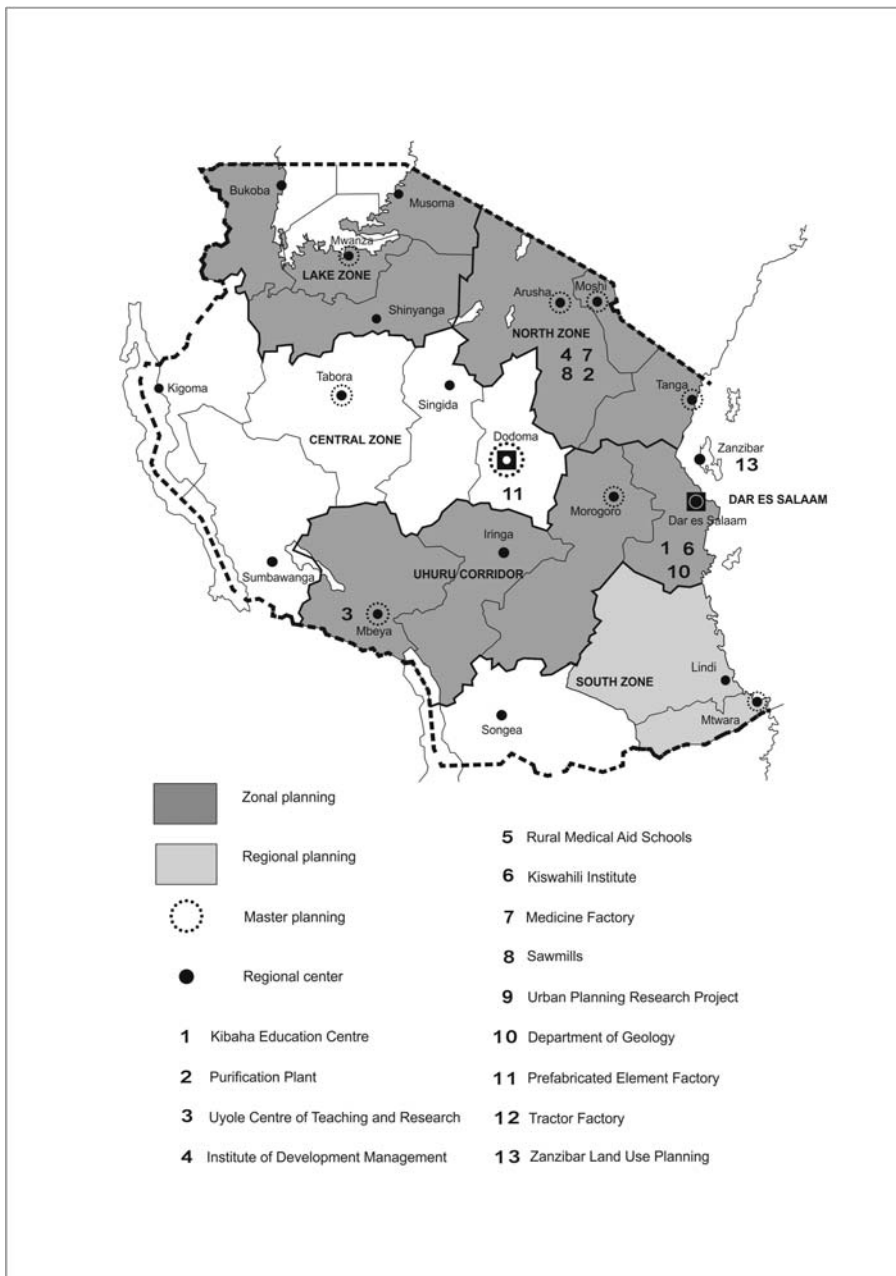 Bukoba
Musoma
Mwanza
LAKE ZONE
Shinyanga
Arusha
Moshi
NORTH ZONE
4 7
8 2
Tanga
Kigoma
Tabora
Singida
CENTRAL ZONE
Dodoma
11
Zanzibar
13
DAR ES SALAAM
Dar es Salaam
1 6
10
Morogoro
Iringa
UHURU CORRIDOR
Sumbawanga
3
Mbeya
SOUTH ZONE
Lindi
Mtwara
Songea
Zonal planning
Regional planning
Master planning
Regional center
1 Kibaha Education Centre
2 Purification Plant
3 Uyole Centre of Teaching and Research
4 Institute of Development Management
5 Rural Medical Aid Schools
6 Kiswahili Institute
7 Medicine Factory
8 Sawmills
9 Urban Planning Research Project
10 Department of Geology
11 Prefabricated Element Factory
12 Tractor Factory
13 Zanzibar Land Use Planning